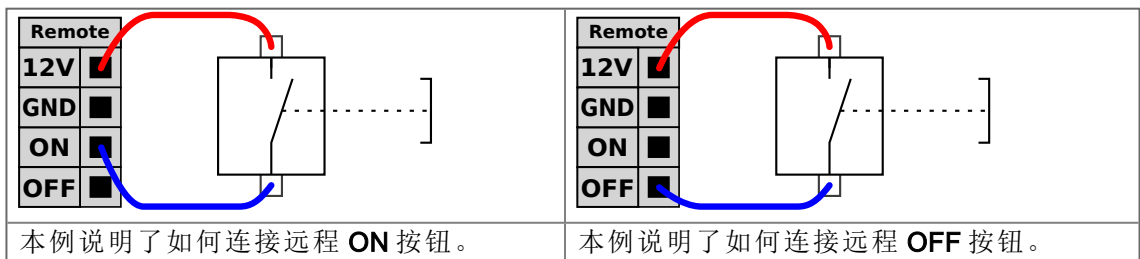 Remote
12V
GND
ON
OFF
本例说明了如何连接远程 ON 按钮。
Remote
12V
GND
ON
OFF
本例说明了如何连接远程 OFF 按钮。